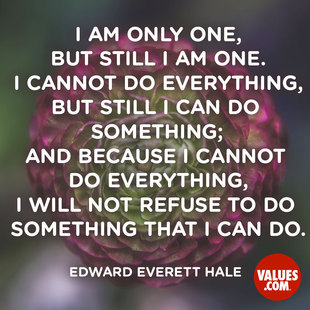 I AM ONLY ONE,
BUT STILL I AM ONE.
I CANNOT DO EVERYTHING,
BUT STILL I CAN DO
SOMETHING;
AND BECAUSE I CANNOT
DO EVERYTHING,
I WILL NOT REFUSE TO DO
SOMETHING THAT I CAN DO.
EDWARD EVERETT HALE
VALUES
.COM